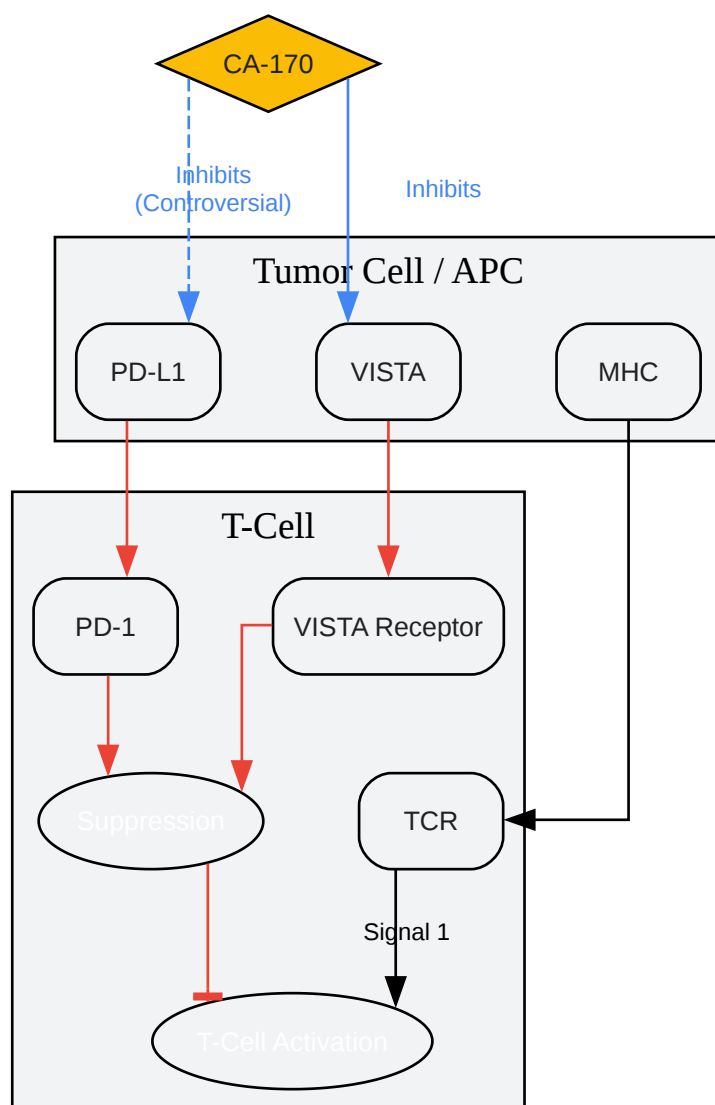 CA-170
Inhibits
(Controversial)
Inhibits
Tumor Cell / APC
PD-L1
VISTA
MHC
T-Cell
PD-1
VISTA Receptor
Suppression
TCR
Signal 1
T-Cell Activation